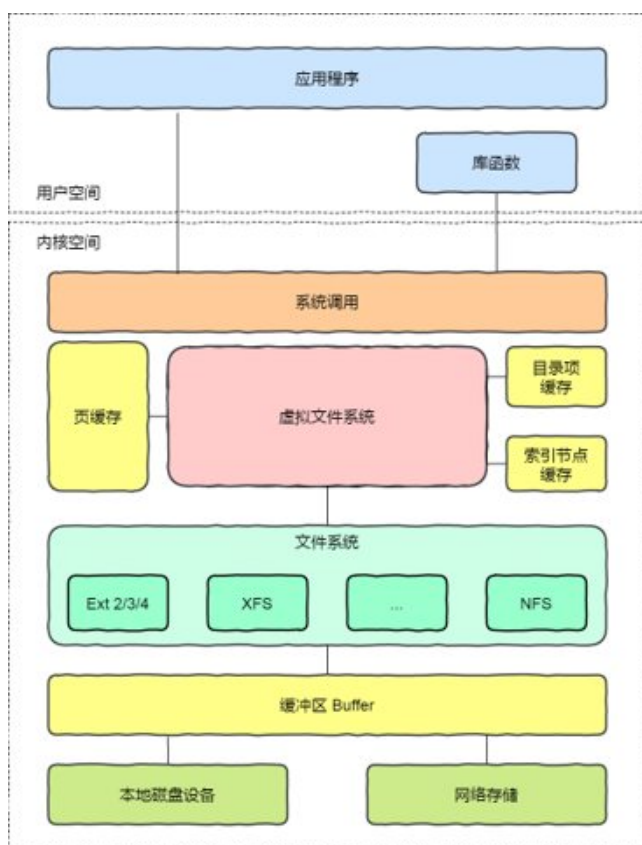 应用程序
库函数
用户空间
内核空间
系统调用
页缓存
虚拟文件系统
目录项
缓存
索引节点
缓存
文件系统
Ext 2/3/4
XFS
...
NFS
缓冲区 Buffer
本地磁盘设备
网络存储